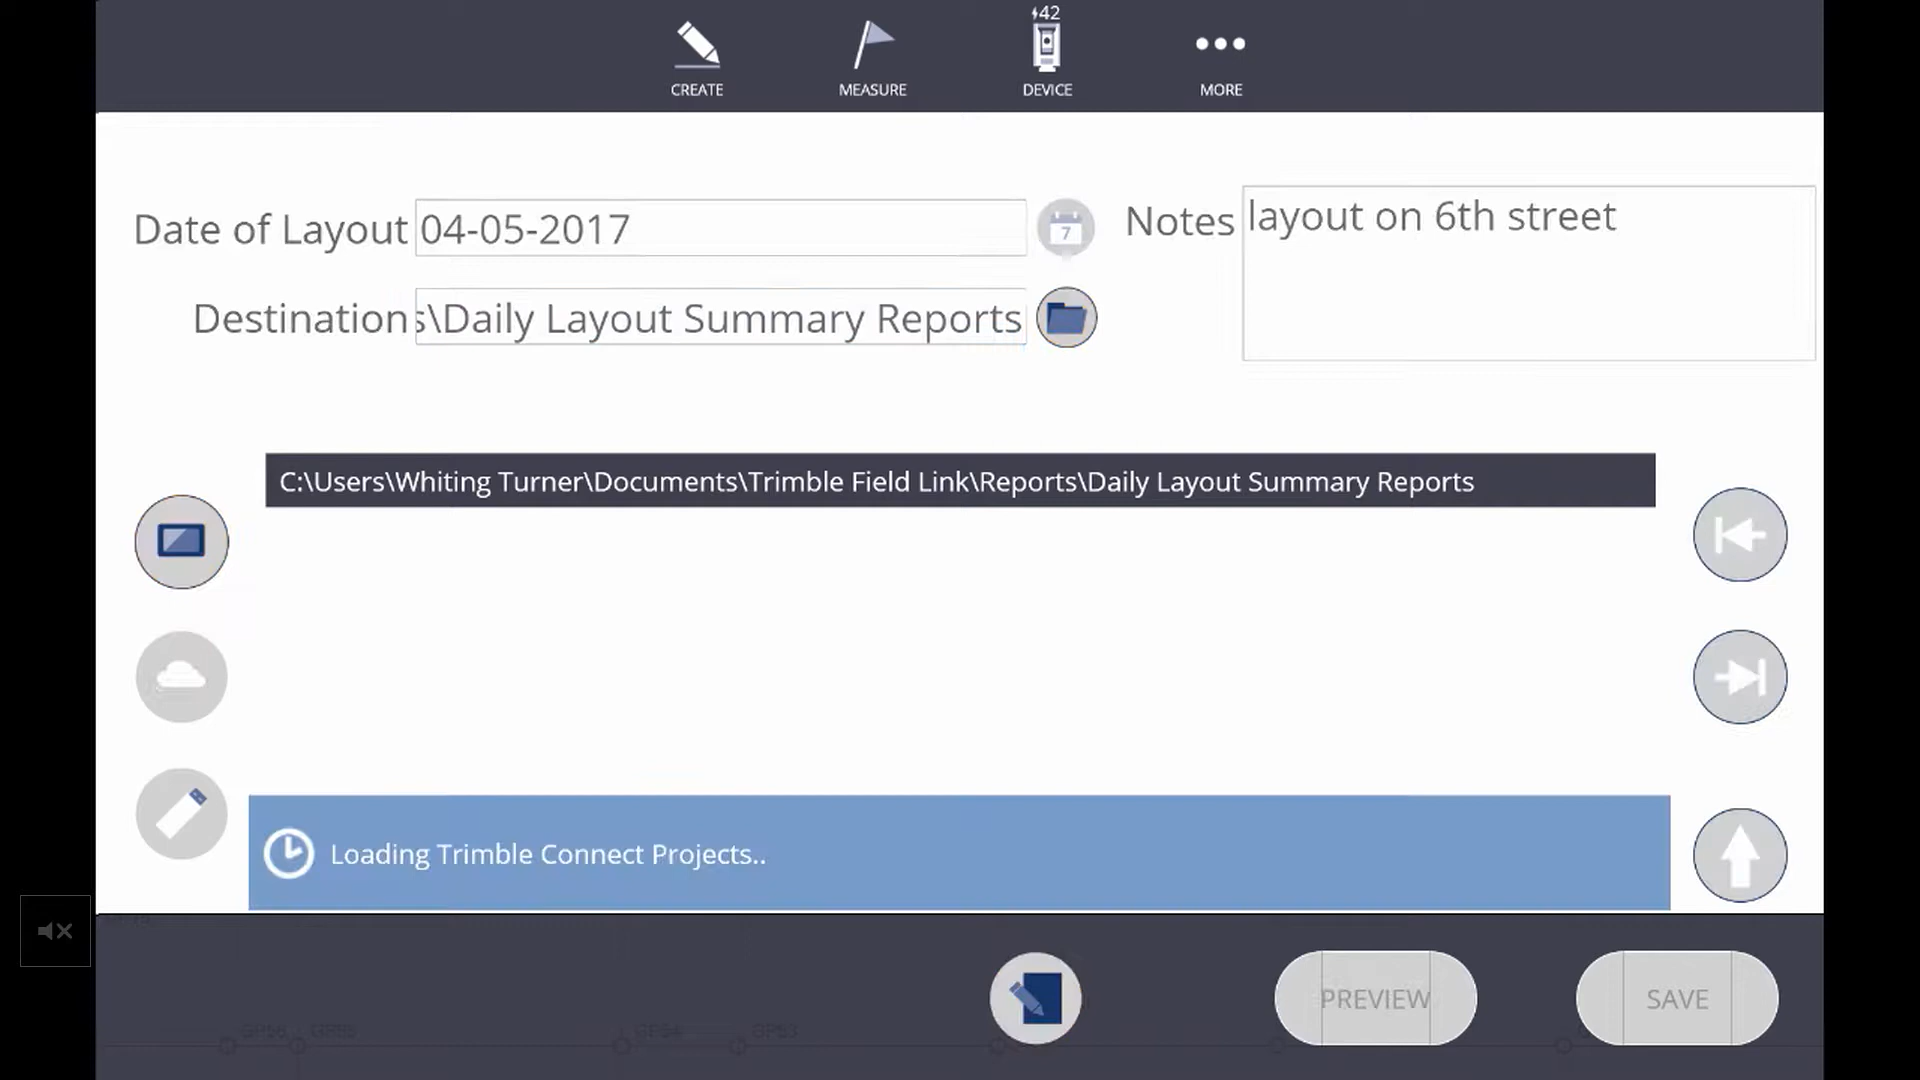 42
CREATE
MEASURE
DEVICE
MORE
Date of Layout 04-05-2017
7
Notes layout on 6th street
Destination s\Daily Layout Summary Reports
C:\Users\Whiting Turner\Documents\Trimble Field Link\Reports\Daily Layout Summary Reports
Loading Trimble Connect Projects..
PREVIEW
SAVE